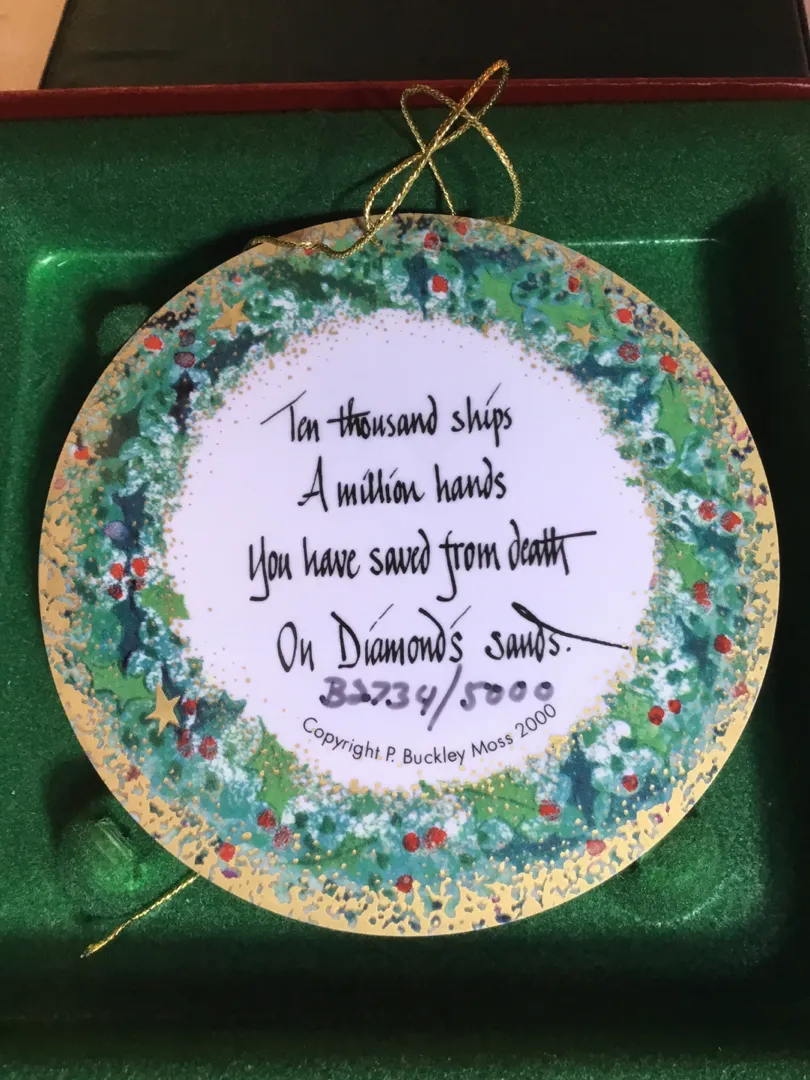 Ten thousand ships
A million hands
You have saved from death
On Diamond's sands.
B2734/5000
Copyright P. Buckley Moss 2000